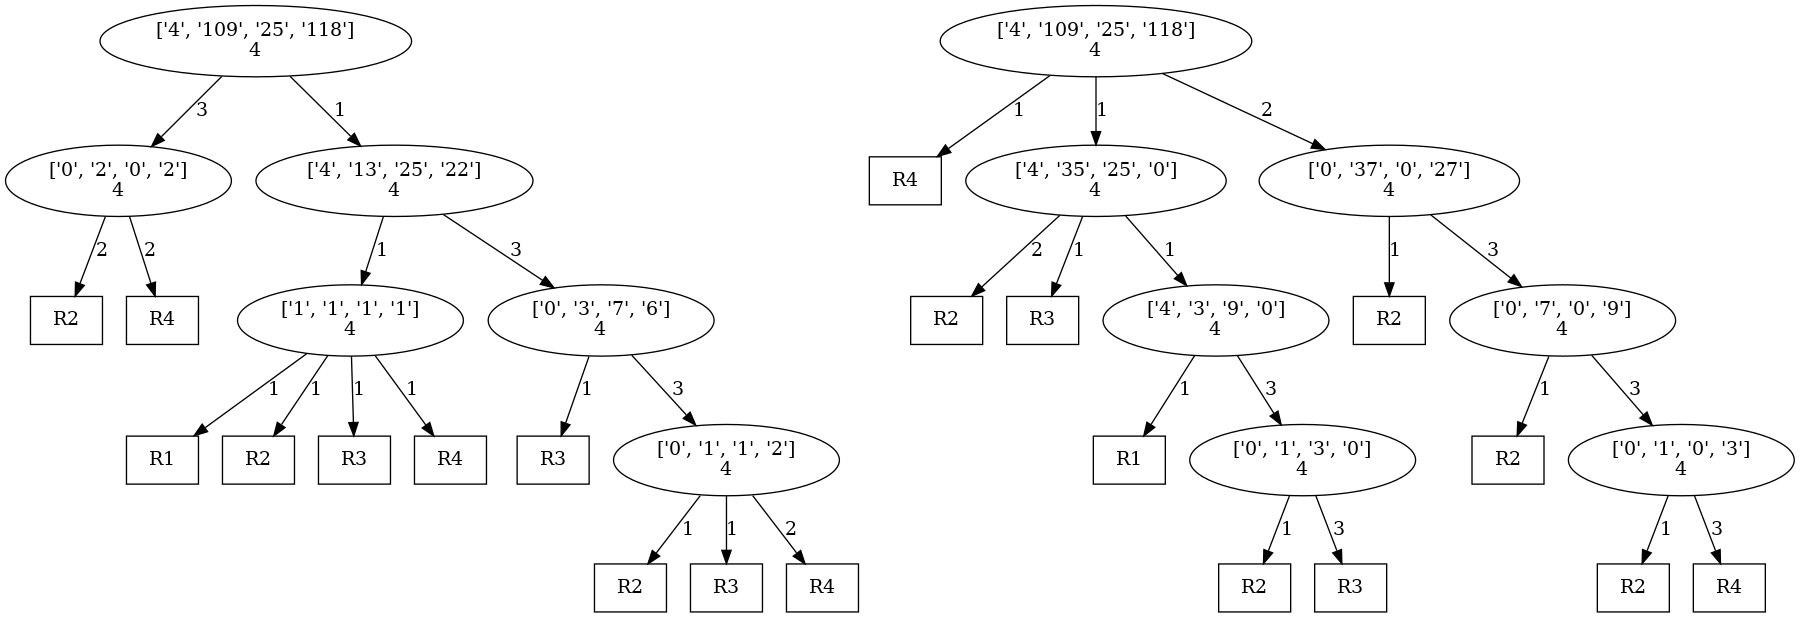 ['4', '109', '25', '118']
4
['4', '109', '25', '118']
4
3
1
1
1
2
['0', '2', '0', '2']
4
['4', '13', '25', '22']
4
R4
['4', '35', '25', '0']
4
['0', '37', '0', '27']
4
2
2
1
3
2
1
1
1
3
R2
R4
['1', '1', '1', '1']
4
['0', '3', '7', '6']
4
R2
R3
['4', '3', '9', '0']
4
R2
['0', '7', '0', '9']
4
1
1
1
1
1
3
1
3
1
3
R1
R2
R3
R4
R3
['0', '1', '1', '2']
4
R1
['0', '1', '3', '0']
4
R2
['0', '1', '0', '3']
4
1
1
2
1
3
1
3
R2
R3
R4
R2
R3
R2
R4